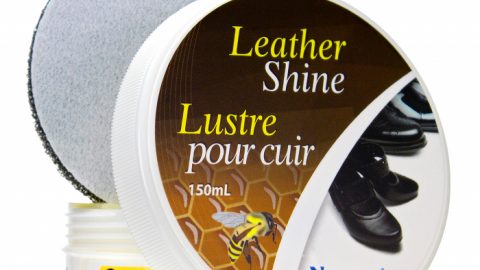 Leather
Shine
Lustre
pour cuir
150mL